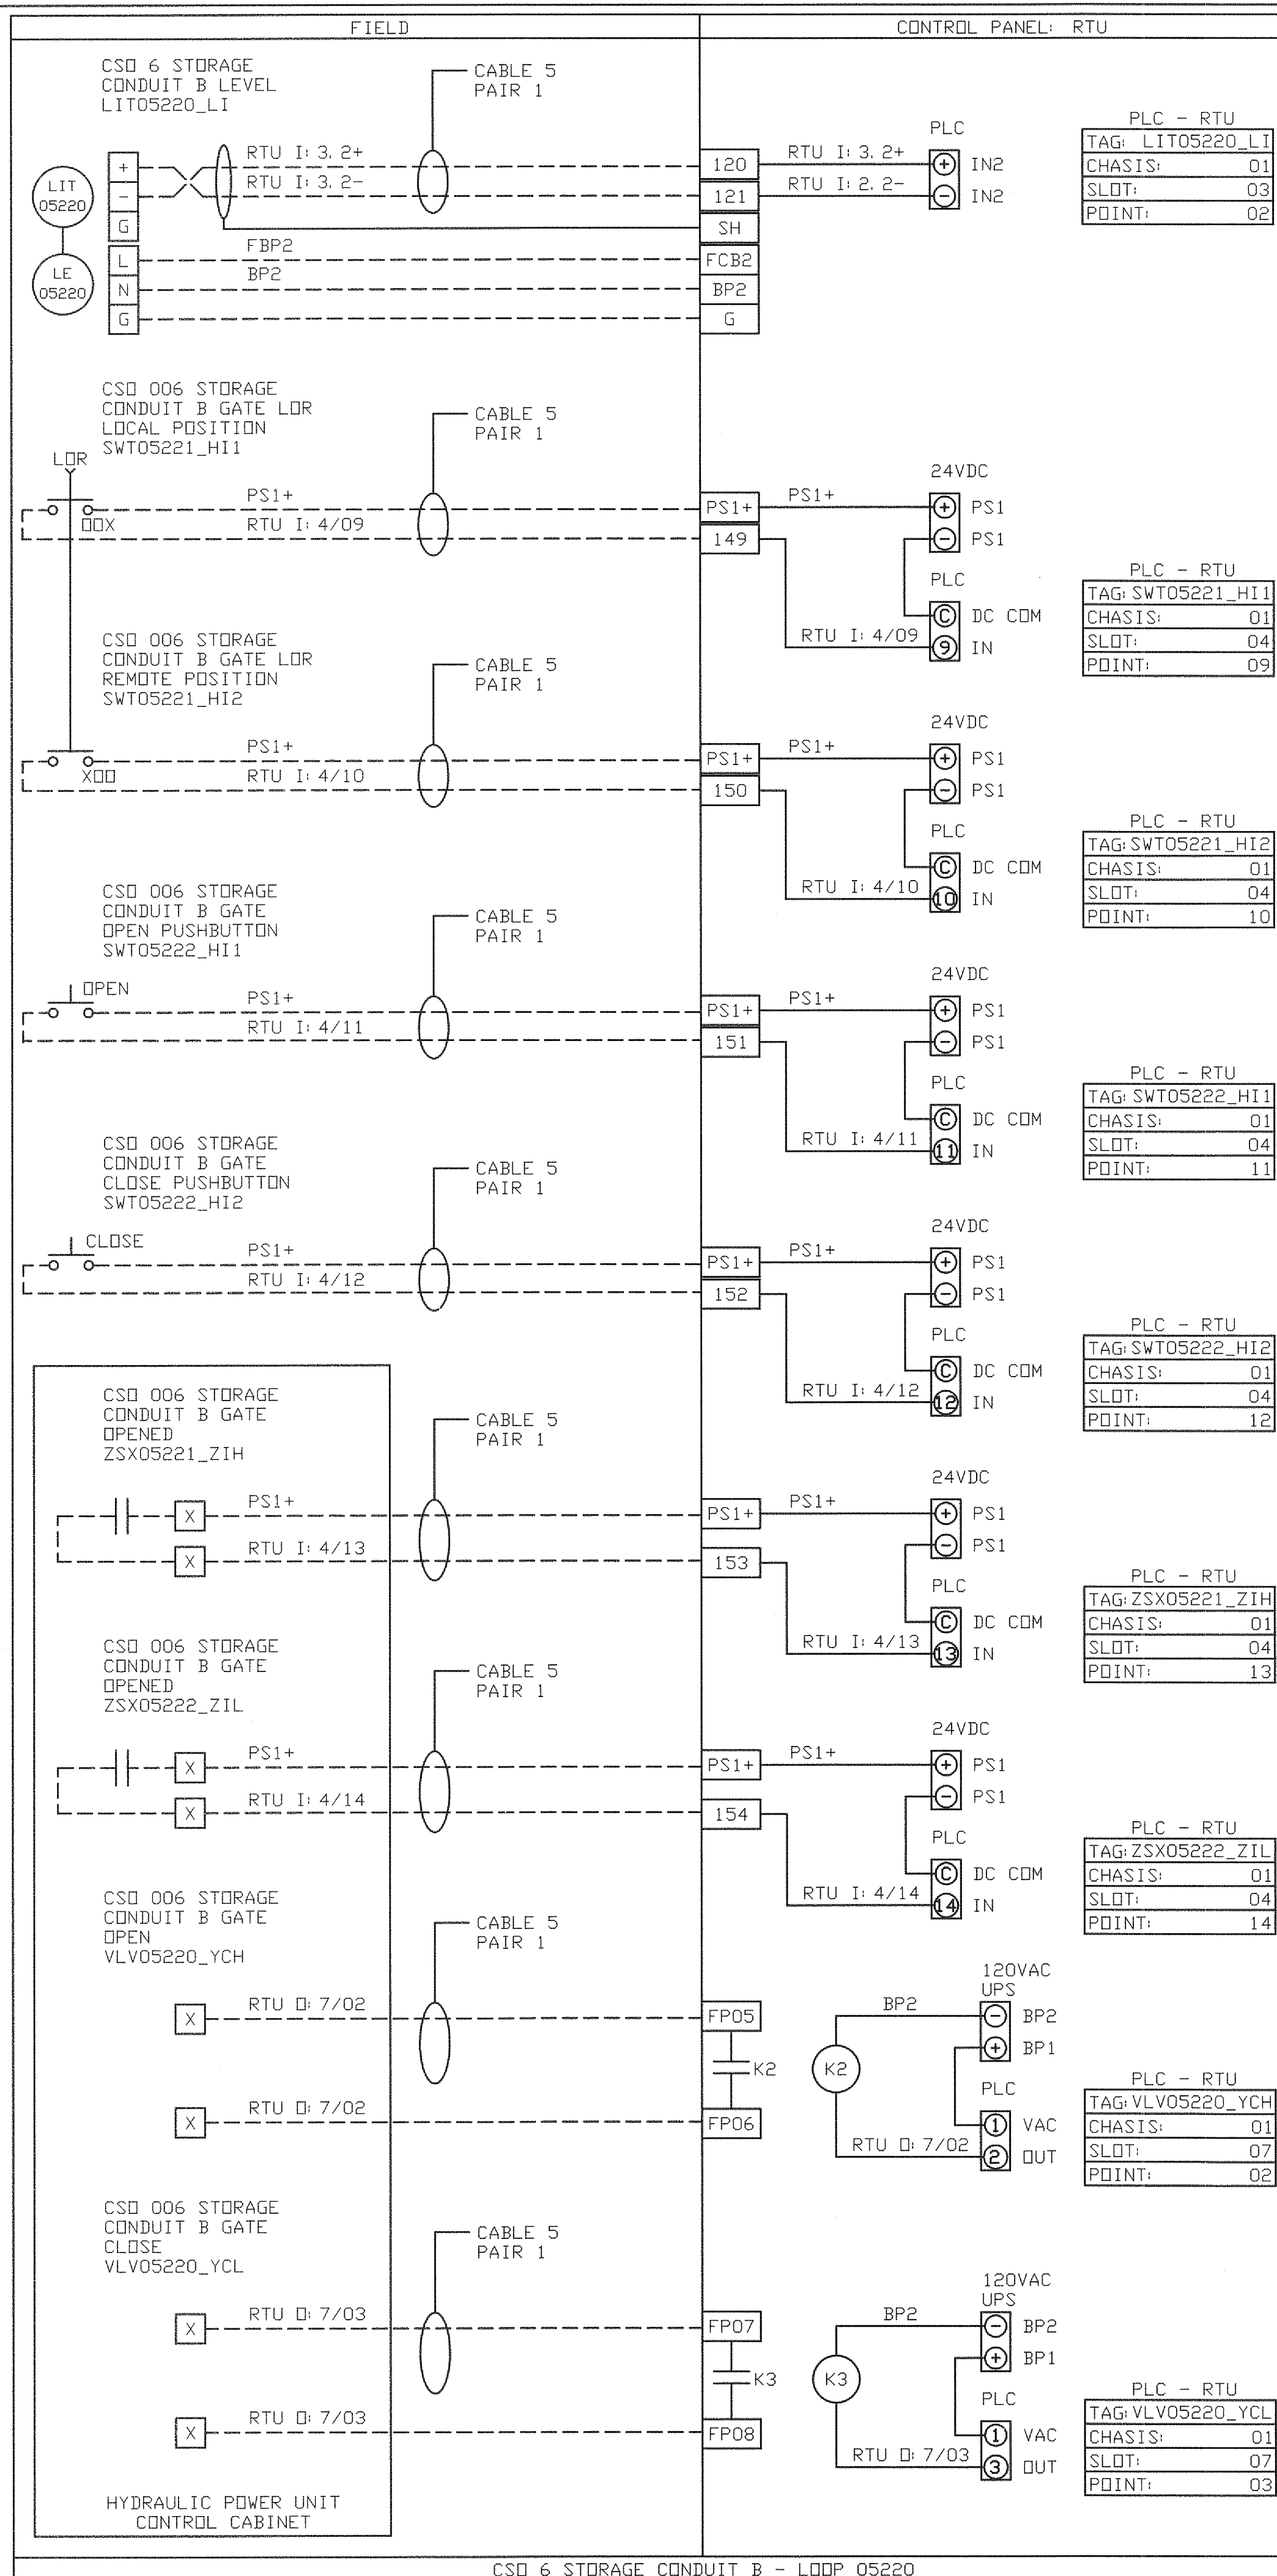 FIELD
CONTROL PANEL: RTU
CSO 6 STORAGE
CONDUIT B LEVEL
LIT05220_LI
CABLE 5
PAIR 1
LIT
05220
LE
05220
+
-
G
L
N
G
RTU I:3.2+
RTU I:3.2-
FBP2
BP2
120
121
SH
FCB2
BP2
G
RTU I:3.2+
RTU I:2.2-
PLC
+ IN2
- IN2
PLC - RTU
TAG: LIT05220_LI
CHASIS: 01
SLOT: 03
POINT: 02
CSO 006 STORAGE
CONDUIT B GATE LOR
LOCAL POSITION
SWT05221_HI1
CABLE 5
PAIR 1
LOR
OOX
PS1+
RTU I:4/09
PS1+
149
PS1+
RTU I:4/09
24VDC
+ PS1
- PS1
PLC
C DC COM
9 IN
PLC - RTU
TAG:SWT05221_HI1
CHASIS: 01
SLOT: 04
POINT: 09
CSO 006 STORAGE
CONDUIT B GATE LOR
REMOTE POSITION
SWT05221_HI2
CABLE 5
PAIR 1
XOO
PS1+
RTU I:4/10
PS1+
150
PS1+
RTU I:4/10
24VDC
+ PS1
- PS1
PLC
C DC COM
10 IN
PLC - RTU
TAG:SWT05221_HI2
CHASIS: 01
SLOT: 04
POINT: 10
CSO 006 STORAGE
CONDUIT B GATE
OPEN PUSHBUTTON
SWT05222_HI1
CABLE 5
PAIR 1
OPEN
PS1+
RTU I:4/11
PS1+
151
PS1+
RTU I:4/11
24VDC
+ PS1
- PS1
PLC
C DC COM
11 IN
PLC - RTU
TAG:SWT05222_HI1
CHASIS: 01
SLOT: 04
POINT: 11
CSO 006 STORAGE
CONDUIT B GATE
CLOSE PUSHBUTTON
SWT05222_HI2
CABLE 5
PAIR 1
CLOSE
PS1+
RTU I:4/12
PS1+
152
PS1+
RTU I:4/12
24VDC
+ PS1
- PS1
PLC
C DC COM
12 IN
PLC - RTU
TAG:SWT05222_HI2
CHASIS: 01
SLOT: 04
POINT: 12
CSO 006 STORAGE
CONDUIT B GATE
OPENED
ZSX05221_ZIH
CABLE 5
PAIR 1
X
X
PS1+
RTU I:4/13
PS1+
153
PS1+
RTU I:4/13
24VDC
+ PS1
- PS1
PLC
C DC COM
13 IN
PLC - RTU
TAG:ZSX05221_ZIH
CHASIS: 01
SLOT: 04
POINT: 13
CSO 006 STORAGE
CONDUIT B GATE
OPENED
ZSX05222_ZIL
CABLE 5
PAIR 1
X
X
PS1+
RTU I:4/14
PS1+
154
PS1+
RTU I:4/14
24VDC
+ PS1
- PS1
PLC
C DC COM
14 IN
PLC - RTU
TAG:ZSX05222_ZIL
CHASIS: 01
SLOT: 04
POINT: 14
CSO 006 STORAGE
CONDUIT B GATE
OPEN
VLV05220_YCH
CABLE 5
PAIR 1
X
X
RTU O:7/02
RTU O:7/02
FP05
K2
FP06
BP2
K2
RTU O:7/02
120VAC
UPS
- BP2
+ BP1
PLC
1 VAC
2 OUT
PLC - RTU
TAG:VLV05220_YCH
CHASIS: 01
SLOT: 07
POINT: 02
CSO 006 STORAGE
CONDUIT B GATE
CLOSE
VLV05220_YCL
CABLE 5
PAIR 1
X
X
RTU O:7/03
RTU O:7/03
FP07
K3
FP08
BP2
K3
RTU O:7/03
120VAC
UPS
- BP2
+ BP1
PLC
1 VAC
3 OUT
PLC - RTU
TAG:VLV05220_YCL
CHASIS: 01
SLOT: 07
POINT: 03
HYDRAULIC POWER UNIT
CONTROL CABINET
CSO 6 STORAGE CONDUIT B - LOOP 05220